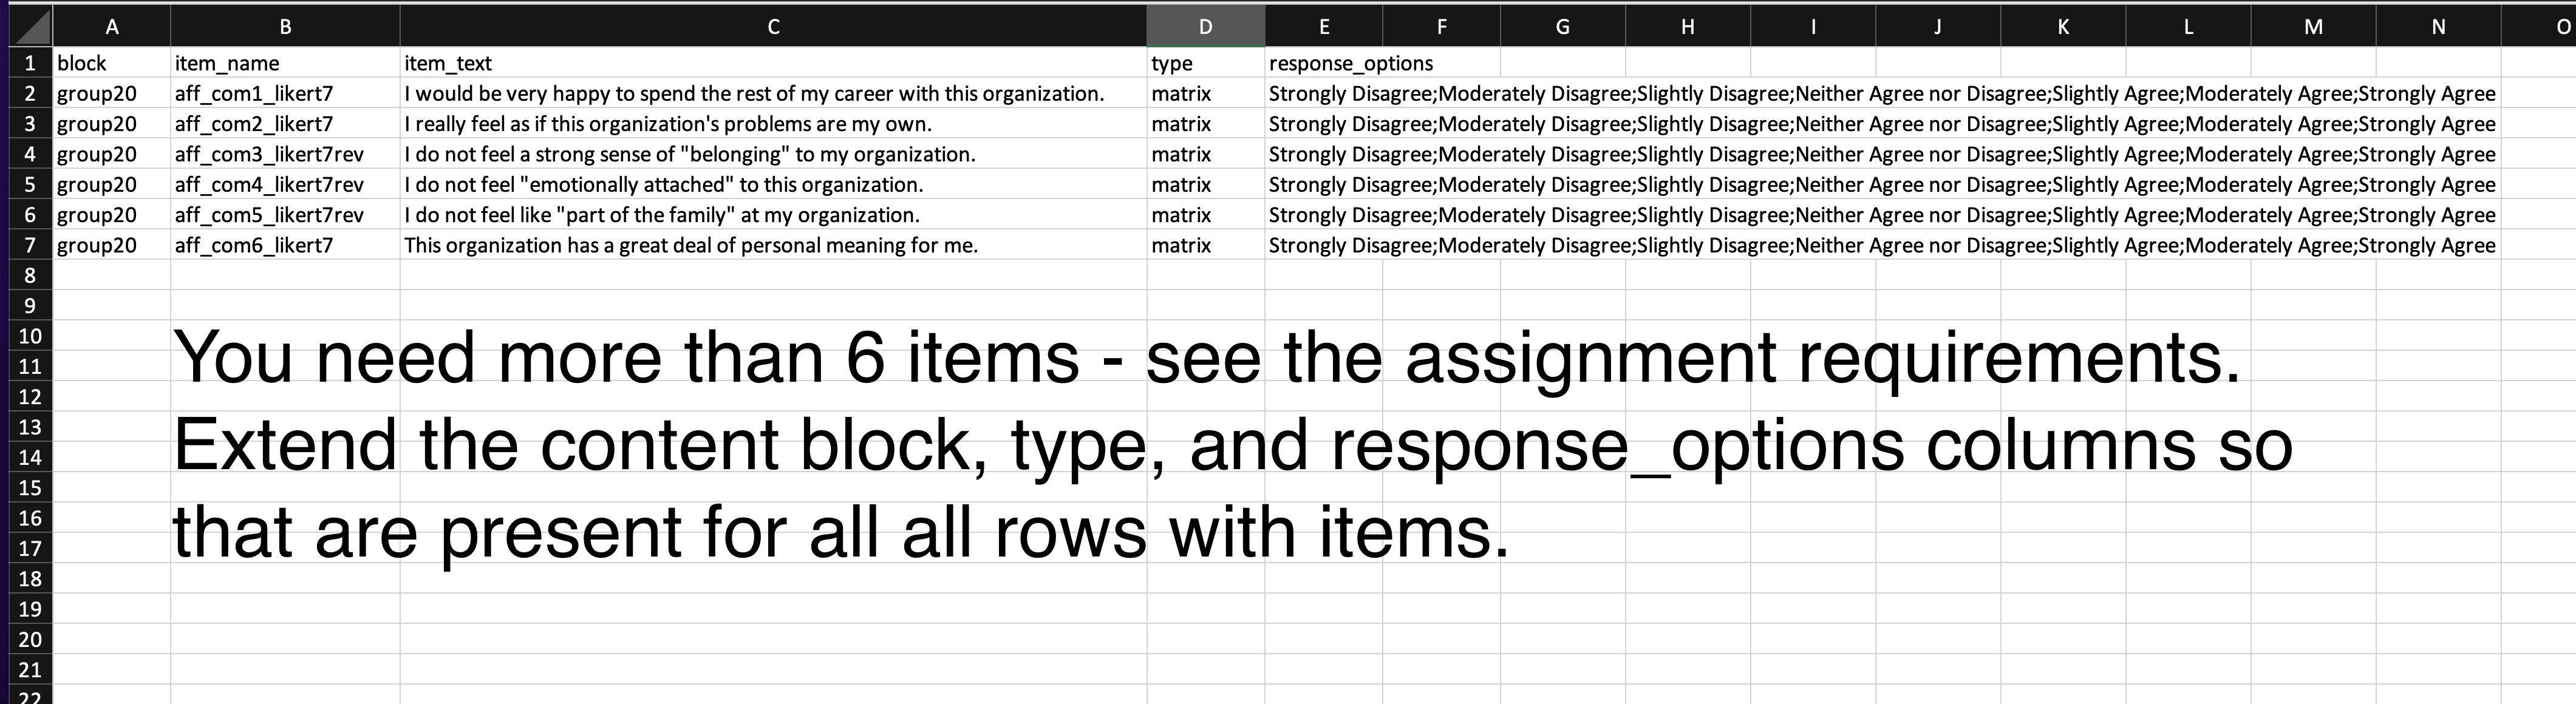 A B C D E F G H I J K L M N O
1 block item_name item_text type response_options
2 group20 aff_com1_likert7 I would be very happy to spend the rest of my career with this organization. matrix Strongly Disagree;Moderately Disagree;Slightly Disagree;Neither Agree nor Disagree;Slightly Agree;Moderately Agree;Strongly Agree
3 group20 aff_com2_likert7 I really feel as if this organization's problems are my own. matrix Strongly Disagree;Moderately Disagree;Slightly Disagree;Neither Agree nor Disagree;Slightly Agree;Moderately Agree;Strongly Agree
4 group20 aff_com3_likert7rev I do not feel a strong sense of "belonging" to my organization. matrix Strongly Disagree;Moderately Disagree;Slightly Disagree;Neither Agree nor Disagree;Slightly Agree;Moderately Agree;Strongly Agree
5 group20 aff_com4_likert7rev I do not feel "emotionally attached" to this organization. matrix Strongly Disagree;Moderately Disagree;Slightly Disagree;Neither Agree nor Disagree;Slightly Agree;Moderately Agree;Strongly Agree
6 group20 aff_com5_likert7rev I do not feel like "part of the family" at my organization. matrix Strongly Disagree;Moderately Disagree;Slightly Disagree;Neither Agree nor Disagree;Slightly Agree;Moderately Agree;Strongly Agree
7 group20 aff_com6_likert7 This organization has a great deal of personal meaning for me. matrix Strongly Disagree;Moderately Disagree;Slightly Disagree;Neither Agree nor Disagree;Slightly Agree;Moderately Agree;Strongly Agree
8
9
10
11
12
13
14
15
16
17
18
19
20
21
22
You need more than 6 items - see the assignment requirements.
Extend the content block, type, and response_options columns so
that are present for all all rows with items.